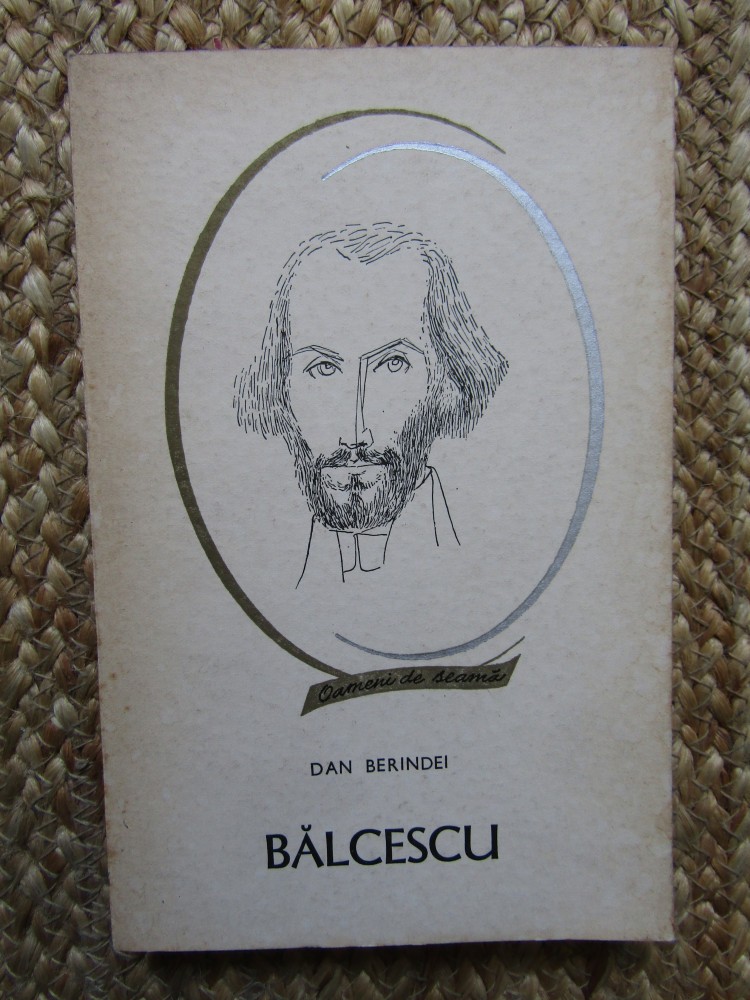 Oameni de seamă
DAN BERINDEI
BĂLCESCU